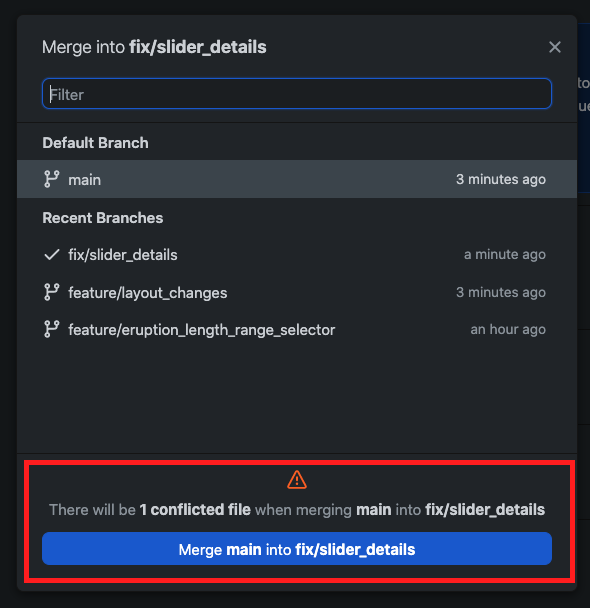 Merge into fix/slider_details
Filter
Default Branch
main 3 minutes ago
Recent Branches
fix/slider_details a minute ago
feature/layout_changes 3 minutes ago
feature/eruption_length_range_selector an hour ago
There will be 1 conflicted file when merging main into fix/slider_details
Merge main into fix/slider_details
to
ue